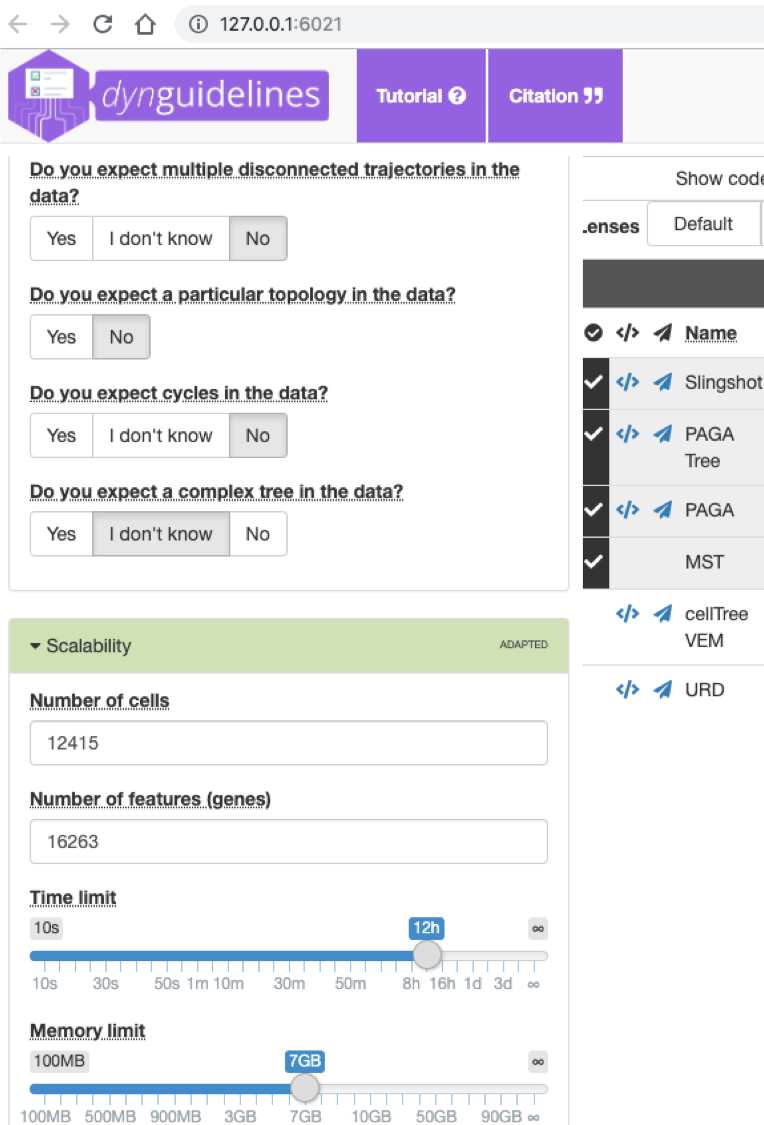 127.0.0.1:6021
dynguidelines
Tutorial
Citation
Do you expect multiple disconnected trajectories in the
data?
Yes I don't know No
Do you expect a particular topology in the data?
Yes No
Do you expect cycles in the data?
Yes I don't know No
Do you expect a complex tree in the data?
Yes I don't know No
Scalability ADAPTED
Number of cells
12415
Number of features (genes)
16263
Time limit
10s 12h ∞
10s 30s 50s 1m 10m 30m 50m 8h 16h 1d 3d ∞
Memory limit
100MB 7GB ∞
100MB 500MB 900MB 3GB 7GB 10GB 50GB 90GB ∞
Show code
Lenses Default
</> Name
</> Slingshot
</> PAGA
Tree
</> PAGA
MST
</> cellTree
VEM
</> URD